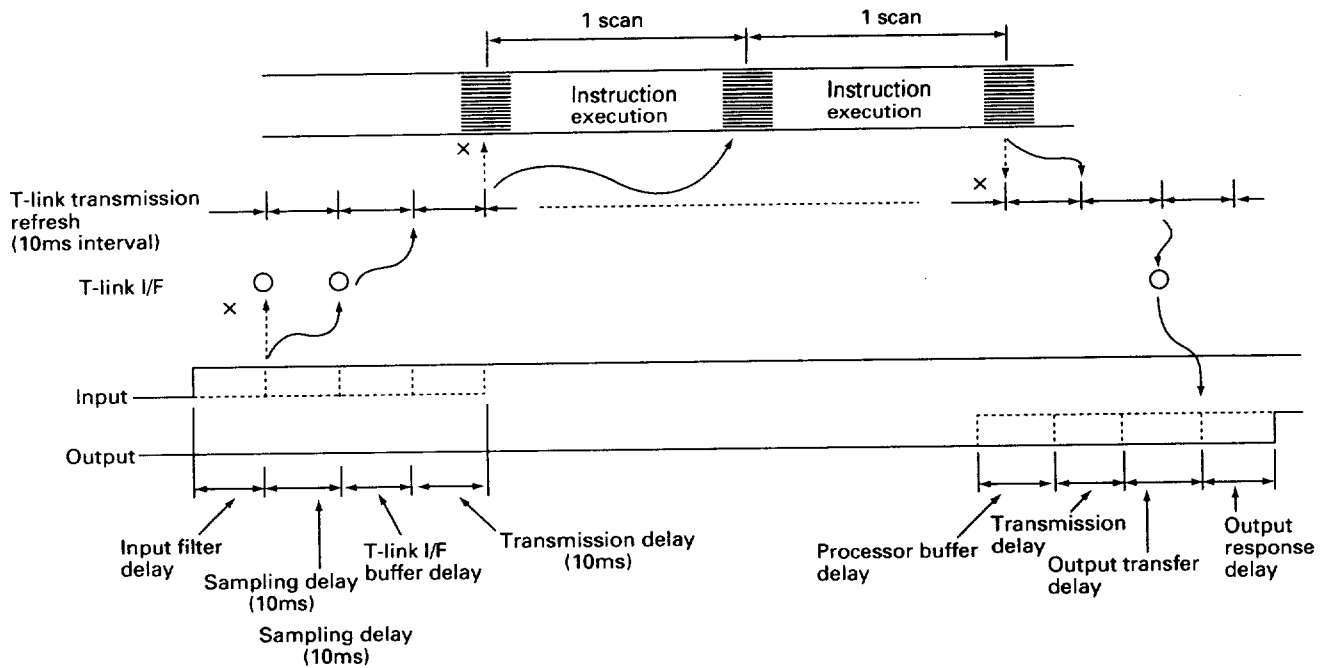 1 scan
1 scan
Instruction
execution
Instruction
execution
×
×
T-link transmission
refresh
(10ms interval)
T-link I/F
×
Input
Output
Input filter
delay
Sampling delay
(10ms)
Sampling delay
(10ms)
T-link I/F
buffer delay
Transmission delay
(10ms)
Processor buffer
delay
Transmission
delay
Output transfer
delay
Output
response
delay